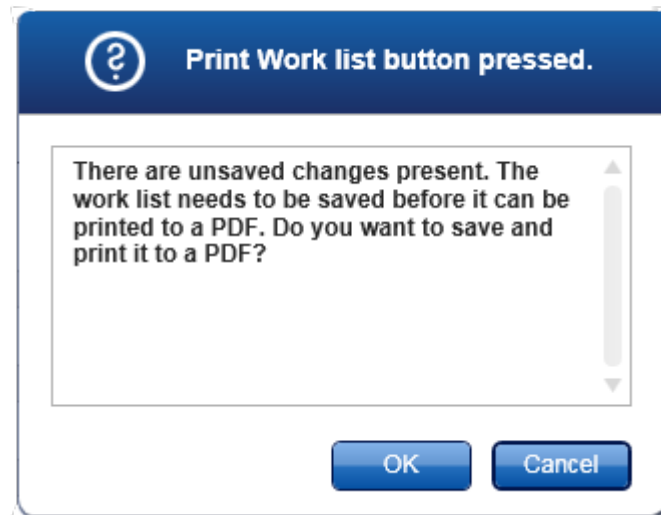 Print Work list button pressed.
There are unsaved changes present. The
work list needs to be saved before it can be
printed to a PDF. Do you want to save and
print it to a PDF?
OK
Cancel